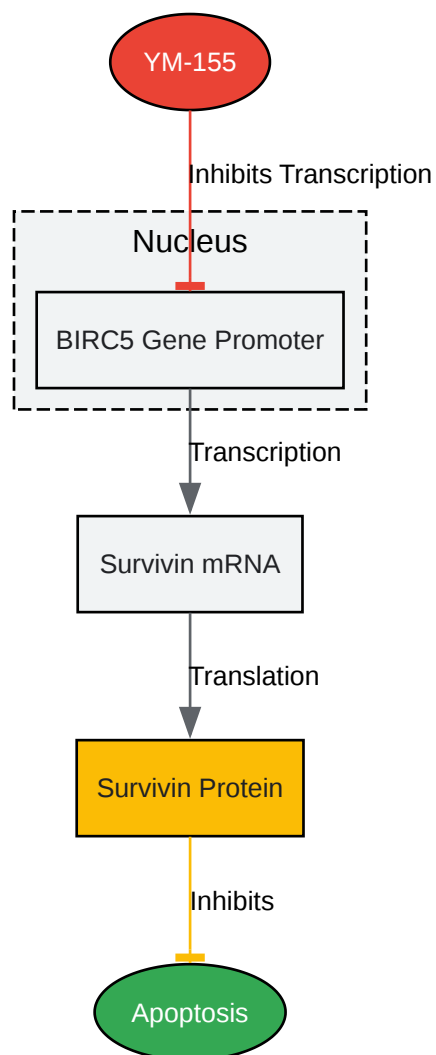 YM-155
Inhibits Transcription
Nucleus
BIRC5 Gene Promoter
Transcription
Survivin mRNA
Translation
Survivin Protein
Inhibits
Apoptosis